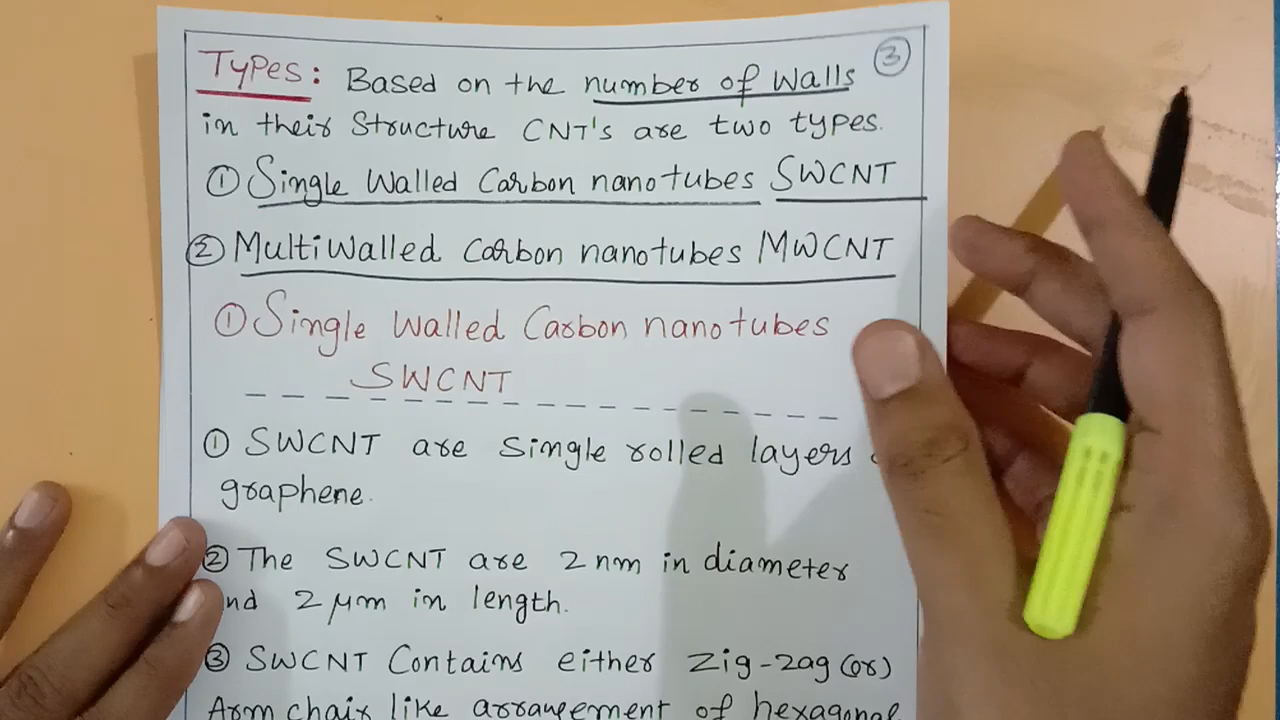 Types: Based on the number of walls ③
in their Structure CNT's are two types.
① Single Walled Carbon nanotubes SWCNT
② Multiwalled Carbon nanotubes MWCNT
① Single Walled Carbon nanotubes
SWCNT
① SWCNT are Single rolled layers
graphene.
② The SWCNT are 2nm in diameter
nd 2 μm in length.
③ SWCNT Contains either Zig-zag (or)
Arm chair like arrangement of hexagonal